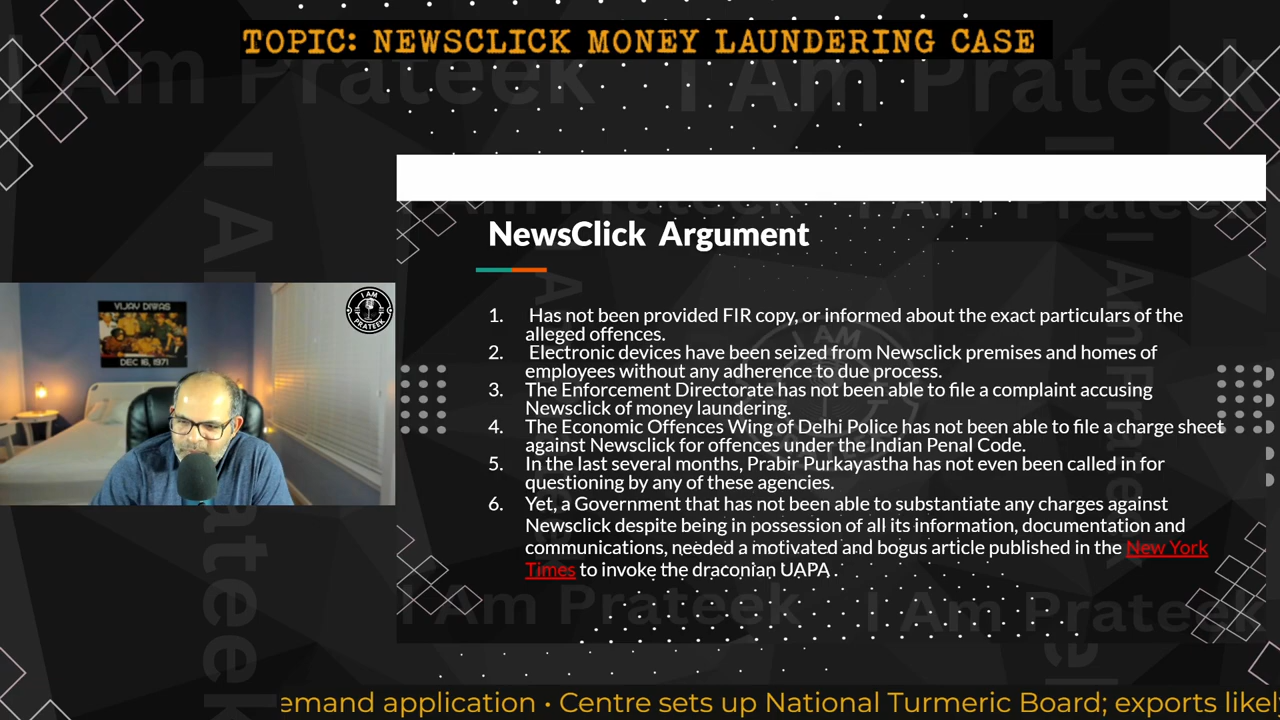 TOPIC: NEWSCLICK MONEY LAUNDERING CASE
I Am Prateek
I Am Prateek
NewsClick Argument
1. Has not been provided FIR copy, or informed about the exact particulars of the
alleged offences.
2. Electronic devices have been seized from Newsclick premises and homes of
employees without any adherence to due process.
3. The Enforcement Directorate has not been able to file a complaint accusing
Newsclick of money laundering.
4. The Economic Offences Wing of Delhi Police has not been able to file a charge sheet
against Newsclick for offences under the Indian Penal Code.
5. In the last several months, Prabir Purkayastha has not even been called in for
questioning by any of these agencies.
6. Yet, a Government that has not been able to substantiate any charges against
Newsclick despite being in possession of all its information, documentation and
communications, needed a motivated and bogus article published in the New York
Times to invoke the draconian UAPA .
VIJAY DIWAS
DEC 16, 1971
I AM
PRATEEK
I Am Prateek
I Am Prateek
emand application • Centre sets up National Turmeric Board; exports likel